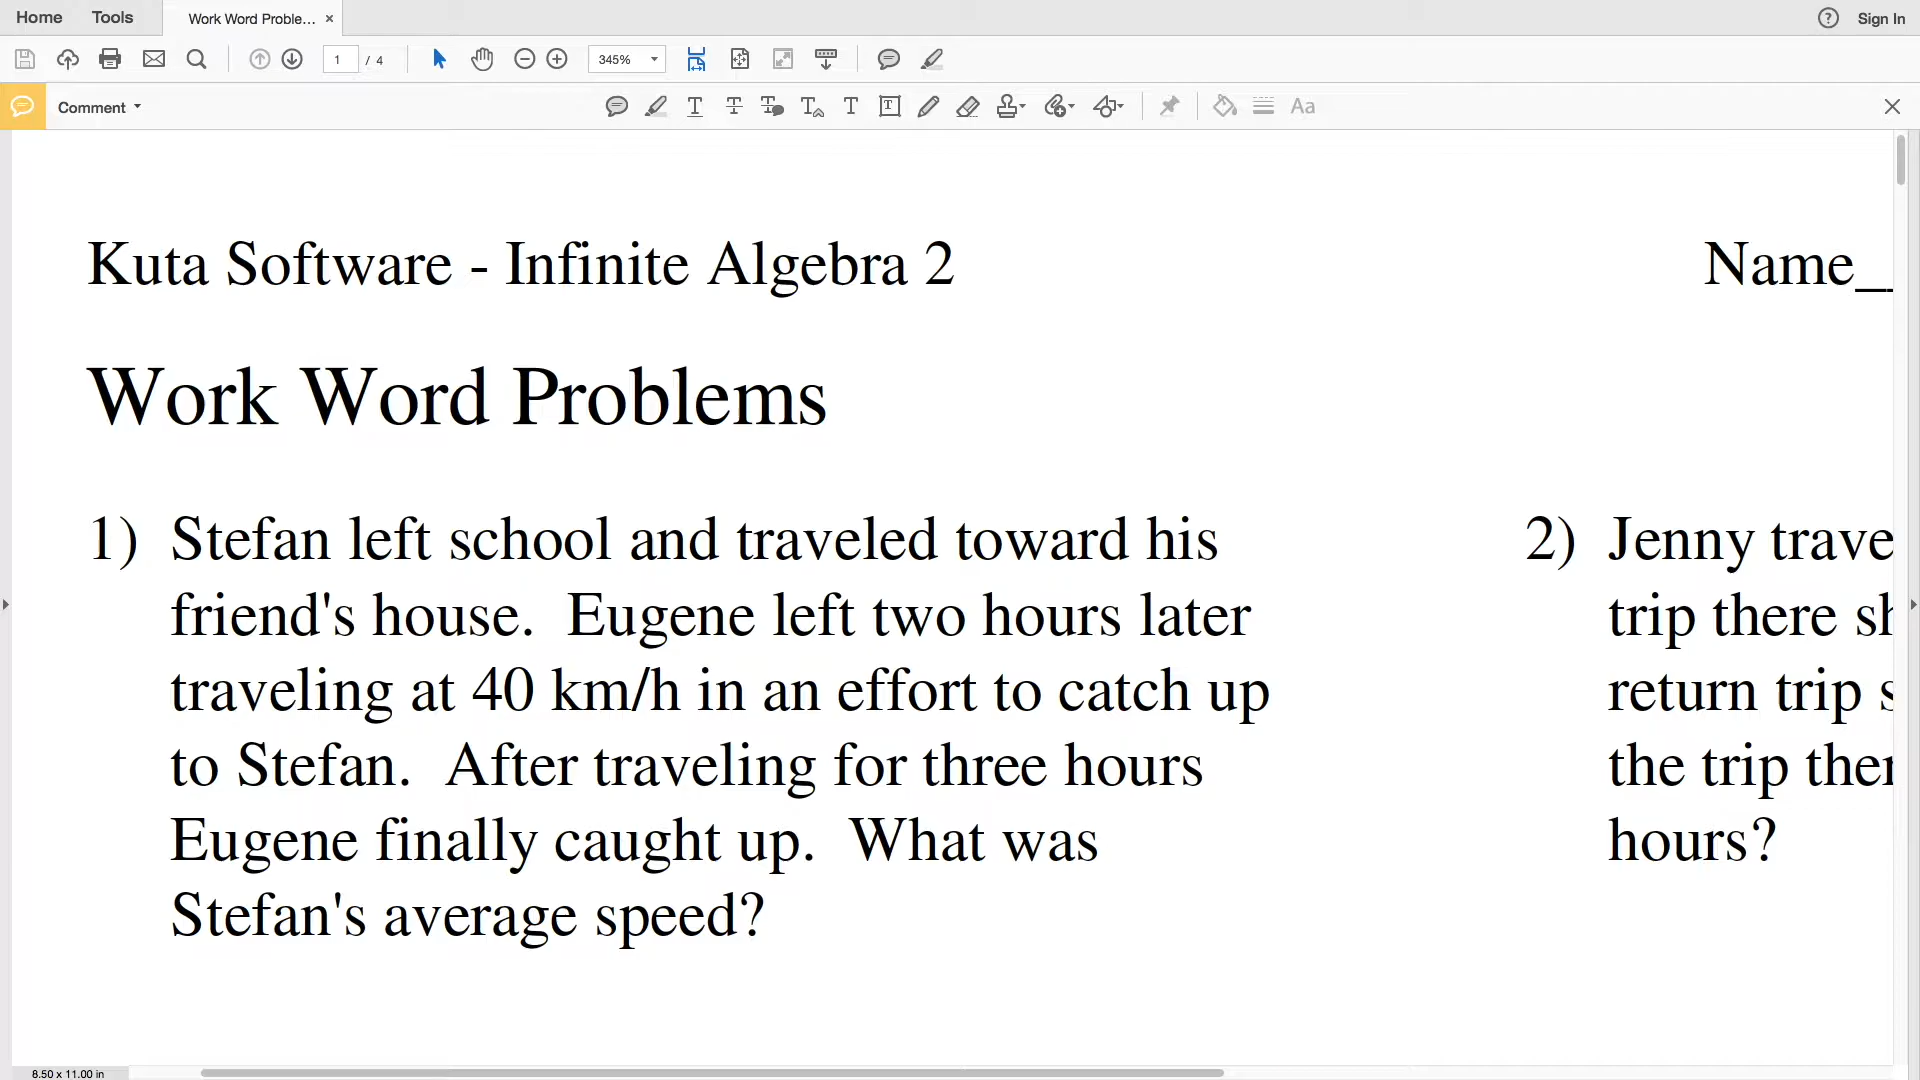 Home Tools Work Word Proble... × Sign In
1 / 4 345%
Comment
Kuta Software - Infinite Algebra 2 Name__
Work Word Problems
1) Stefan left school and traveled toward his
friend's house. Eugene left two hours later
traveling at 40 km/h in an effort to catch up
to Stefan. After traveling for three hours
Eugene finally caught up. What was
Stefan's average speed?
2) Jenny trave
trip there sh
return trip s
the trip ther
hours?
8.50 x 11.00 in